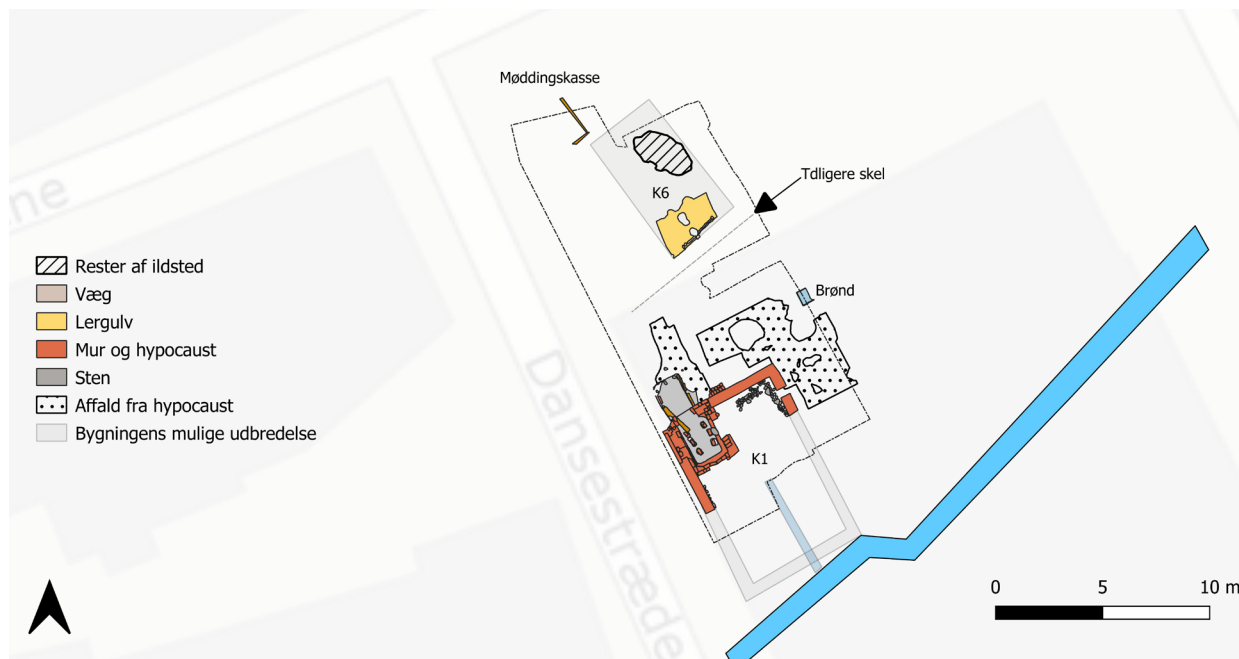 Møddingskasse
K6
Tdligere skel
ne
Rester af ildsted
Væg
Lergulv
Mur og hypocaust
Sten
Affald fra hypocaust
Bygningens mulige udbredelse
Brønd
Dansestræde
K1
0 5 10 m